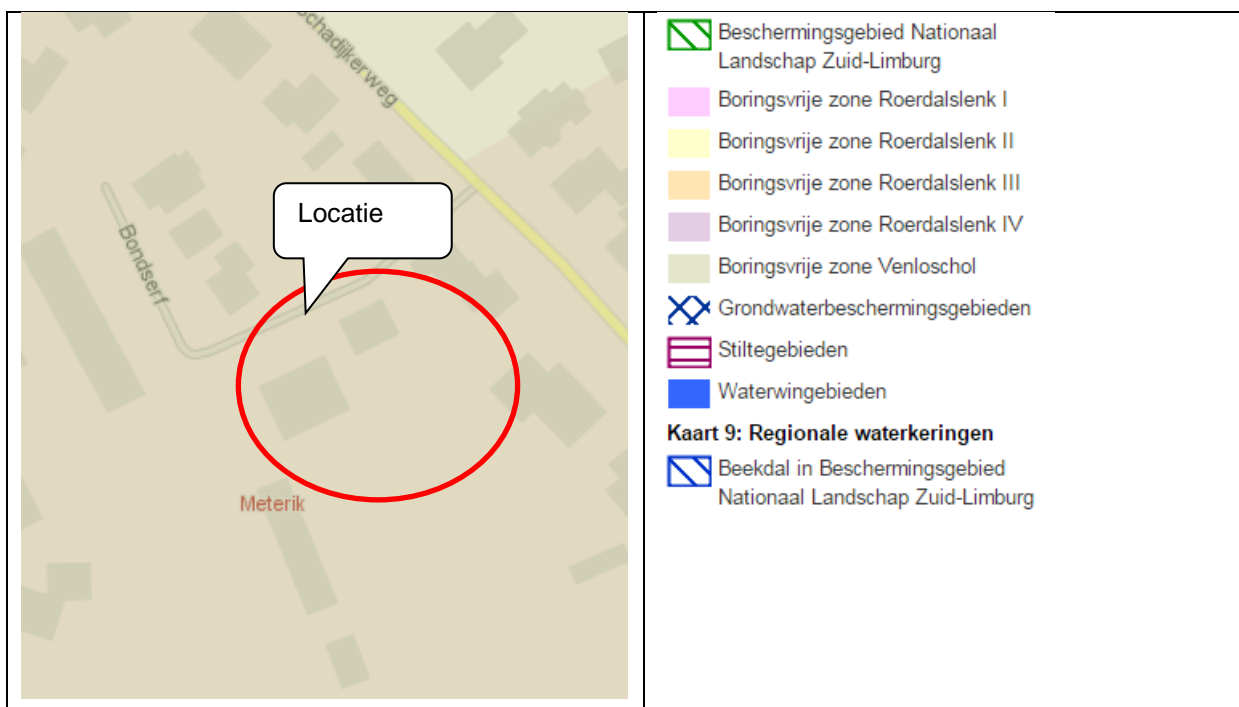 schadijkerweg
Locatie
Bondserf
Meterik
Beschermingsgebied Nationaal
Landschap Zuid-Limburg
Boringsvrije zone Roerdalslenk I
Boringsvrije zone Roerdalslenk II
Boringsvrije zone Roerdalslenk III
Boringsvrije zone Roerdalslenk IV
Boringsvrije zone Venloschol
Grondwaterbeschermingsgebieden
Stiltegebieden
Waterwingebieden
Kaart 9: Regionale waterkeringen
Beekdal in Beschermingsgebied
Nationaal Landschap Zuid-Limburg